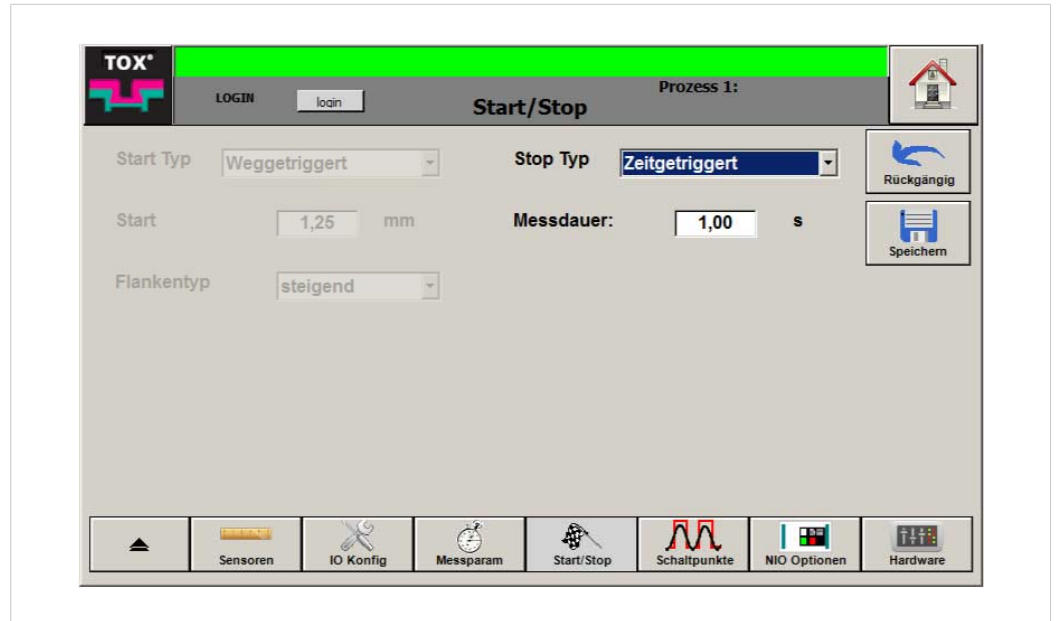 TOX®
LOGIN
login
Start/Stop
Prozess 1:
Start Typ
Weggetriggert
Stop Typ
Zeitgetriggert
Rückgängig
Start
1,25
mm
Messdauer:
1,00
s
Speichern
Flankentyp
steigend
Sensoren
IO Konfig
Messparam
Start/Stop
Schaltpunkte
NIO Optionen
Hardware